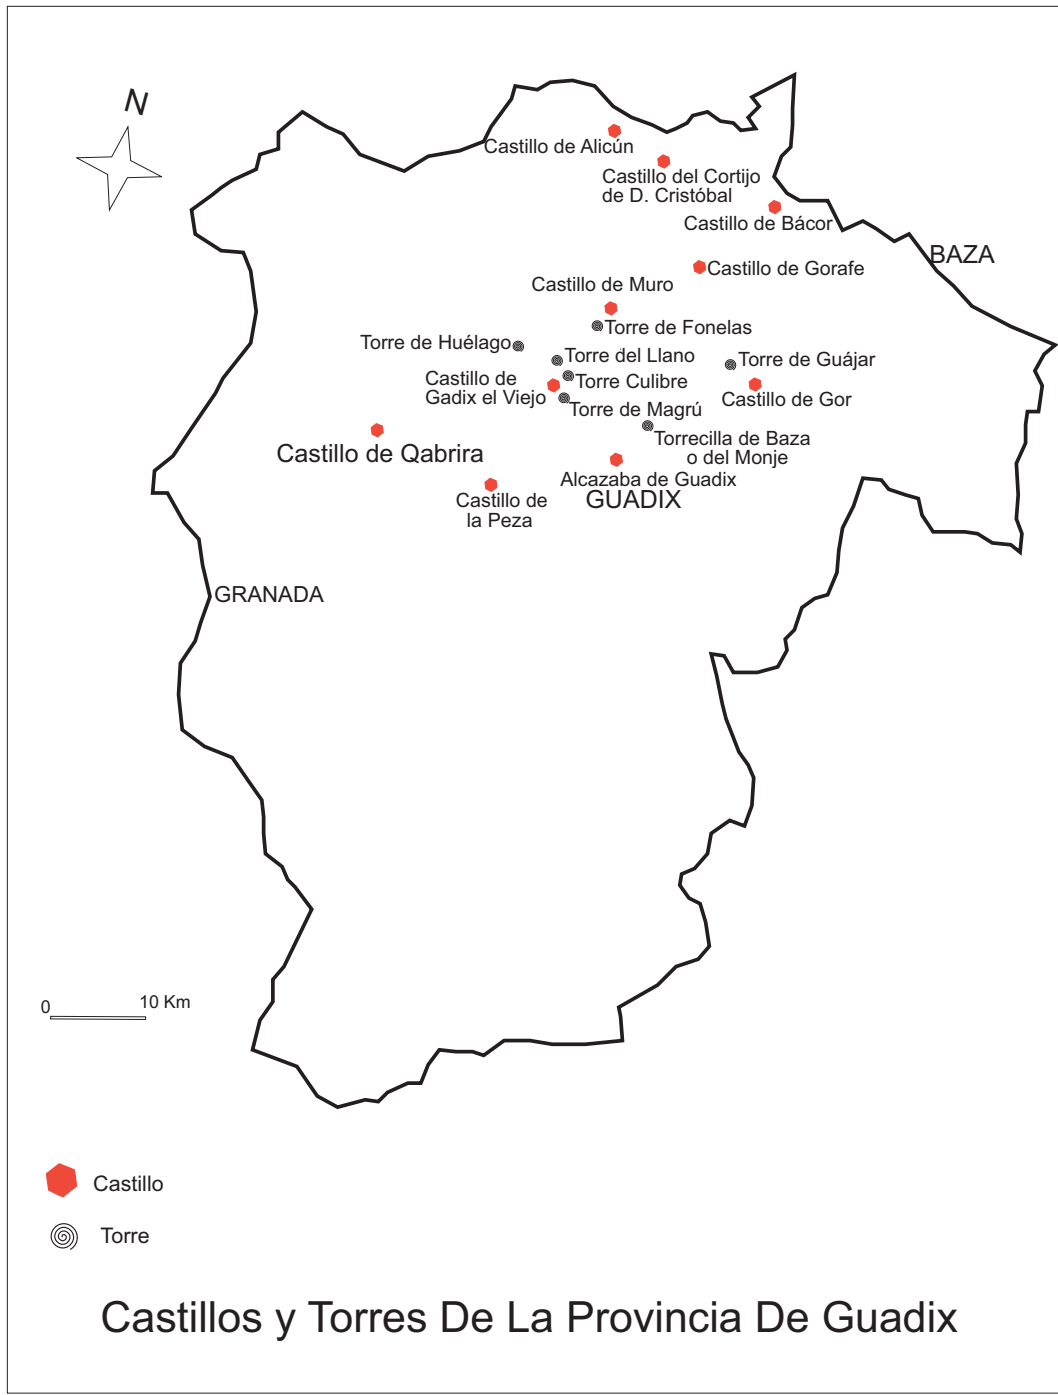 N
Castillo de Alicún
Castillo del Cortijo
de D. Cristóbal
Castillo de Bácor
BAZA
Castillo de Gorafe
Castillo de Muro
Torre de Fonelas
Torre de Huélago
Torre del Llano
Torre de Guájar
Castillo de
Gadix el Viejo
Torre Culibre
Castillo de Gor
Torre de Magrú
Torrecilla de Baza
o del Monje
Castillo de Qabrira
Alcazaba de Guadix
GUADIX
Castillo de
la Peza
GRANADA
0
10 Km
Castillo
Torre
Castillos y Torres De La Provincia De Guadix